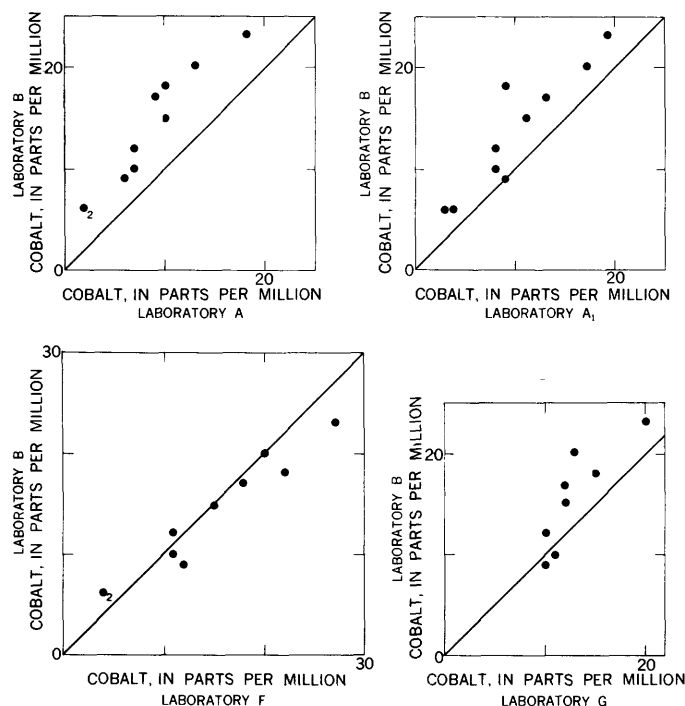 LABORATORY B
COBALT, IN PARTS PER MILLION
20
0
2
20
COBALT, IN PARTS PER MILLION
LABORATORY A
LABORATORY B
COBALT, IN PARTS PER MILLION
20
0
20
COBALT, IN PARTS PER MILLION
LABORATORY A₁
LABORATORY B
COBALT, IN PARTS PER MILLION
30
0
2
30
COBALT, IN PARTS PER MILLION
LABORATORY F
LABORATORY B
COBALT, IN PARTS PER MILLION
20
0
20
COBALT, IN PARTS PER MILLION
LABORATORY G